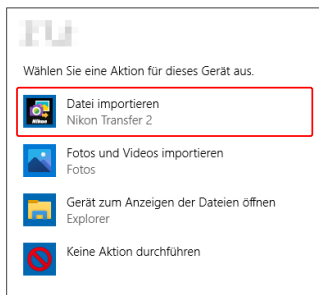 Wählen Sie eine Aktion für dieses Gerät aus.
Datei importieren
Nikon Transfer 2
Fotos und Videos importieren
Fotos
Gerät zum Anzeigen der Dateien öffnen
Explorer
Keine Aktion durchführen